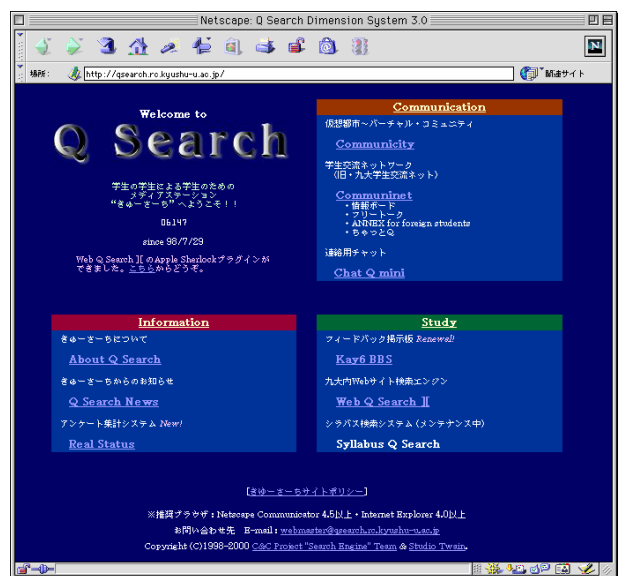 Netscape: Q Search Dimension System 3.0
場所:
http://qsearch.rc.kyushu-u.ac.jp/
関連サイト
Welcome to
Q Search
学生の学生による学生のための
メディアステーション
“きゅーさーち” へようこそ！！
06147
since 98/7/29
Web Q Search ][ のApple Sherlockプラグインが
できました。こちらからどうぞ。
Communication
仮想都市～バーチャル・コミュニティ
Communicity
学生交流ネットワーク
(旧・九大学生交流ネット)
Communinet
・情報ボード
・フリートーク
・ANNEX for foreign students
・ちゅっとQ
連絡用チャット
Chat Q mini
Information
きゅーさーちについて
About Q Search
きゅーさーちからのお知らせ
Q Search News
アンケート集計システム New!
Real Status
Study
フィードバック掲示板 Renewal!
Kay6 BBS
九大内Webサイト検索エンジン
Web Q Search ][
シラバス検索システム (メンテナンス中)
Syllabus Q Search
[きゅーさーちサイトポリシー]
※推奨ブラウザ：Netscape Communicator 4.5以上・Internet Explorer 4.0以上
お問い合わせ先 E-mail : webmaster@qsearch.rc.kyushu-u.ac.jp
Copyright (C)1998-2000 C&C Project "Search Engine" Team & Studio Twain.